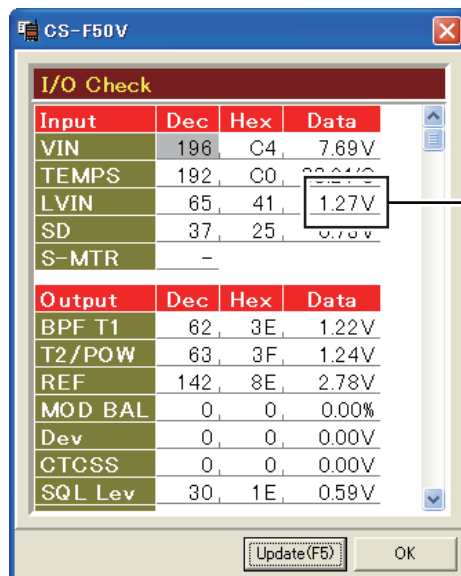 CS-F50V
I/O Check
Input Dec Hex Data
VIN 196, C4, 7.69V
TEMPS 192, C0,
LVIN 65, 41, 1.27V
SD 37, 25,
S-MTR –
Output Dec Hex Data
BPF T1 62, 3E, 1.22V
T2/POW 63, 3F, 1.24V
REF 142, 8E, 2.78V
MOD BAL 0, 0, 0.00%
Dev 0, 0, 0.00V
CTCSS 0, 0, 0.00V
SQL Lev 30, 1E, 0.59V
Update(F5) OK